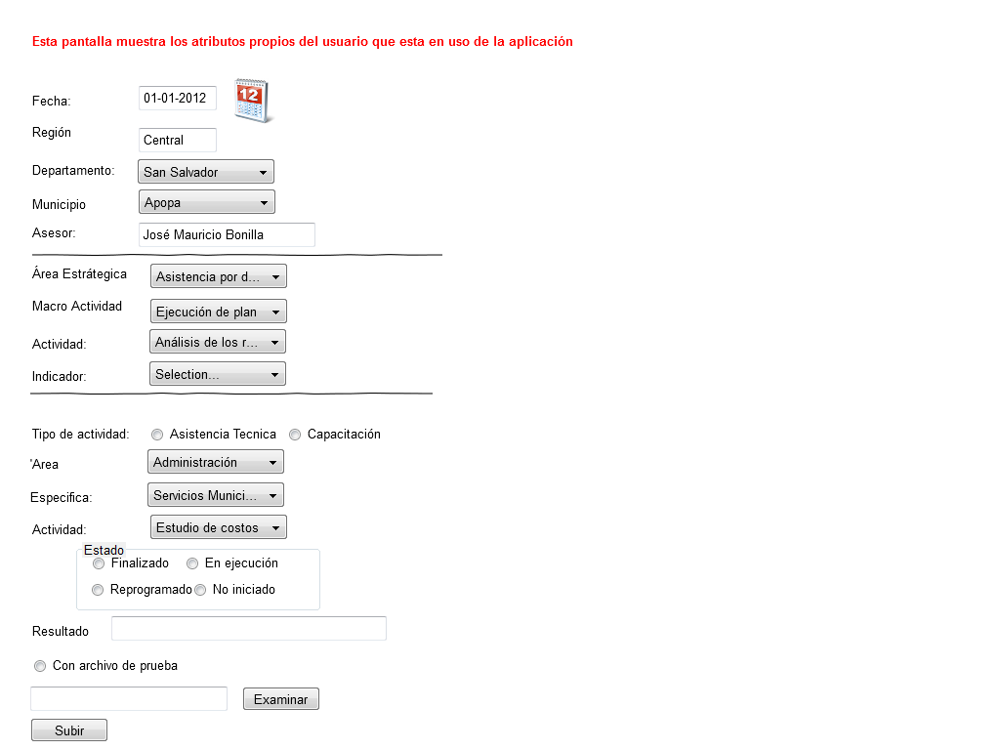 Esta pantalla muestra los atributos propios del usuario que esta en uso de la aplicación
Fecha: 01-01-2012 12
Región Central
Departamento: San Salvador
Municipio Apopa
Asesor: José Mauricio Bonilla
Área Estrátegica Asistencia por d...
Macro Actividad Ejecución de plan
Actividad: Análisis de los r...
Indicador: Selection...
Tipo de actividad: Asistencia Tecnica Capacitación
'Area Administración
Especifica: Servicios Munici...
Actividad: Estudio de costos
Estado
Finalizado En ejecución
Reprogramado No iniciado
Resultado
Con archivo de prueba
Examinar
Subir